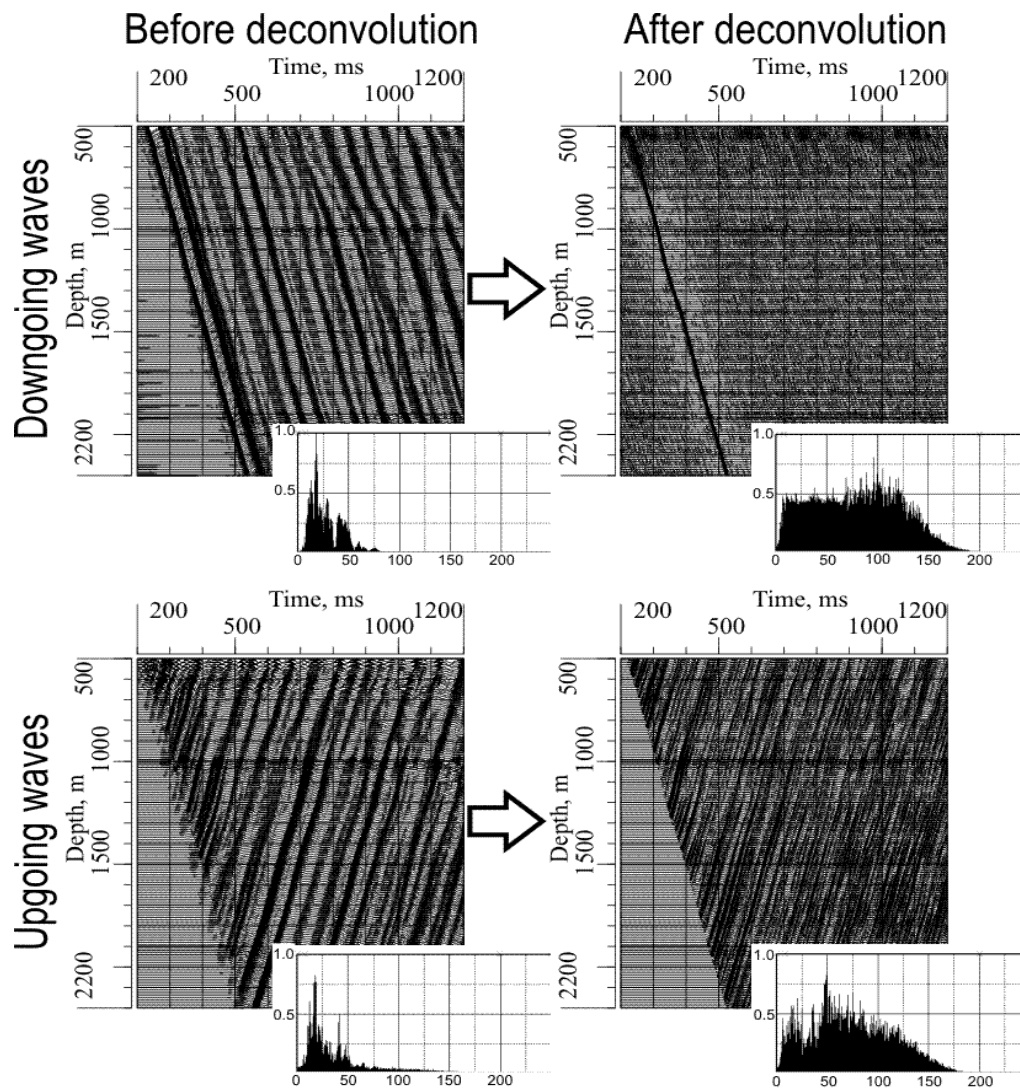 Before deconvolution
After deconvolution
Time, ms
200 1200
500 1000
Time, ms
200 1200
500 1000
Downgoing waves
Depth, m
500
1000
1500
2200
Depth, m
500
1000
1500
2200
1.0
0.5
0 50 100 150 200
1.0
0.5
0 50 100 150 200
Time, ms
200 1200
500 1000
Time, ms
200 1200
500 1000
Upgoing waves
Depth, m
500
1000
1500
2200
Depth, m
500
1000
1500
2200
1.0
0.5
0 50 100 150 200
1.0
0.5
0 50 100 150 200